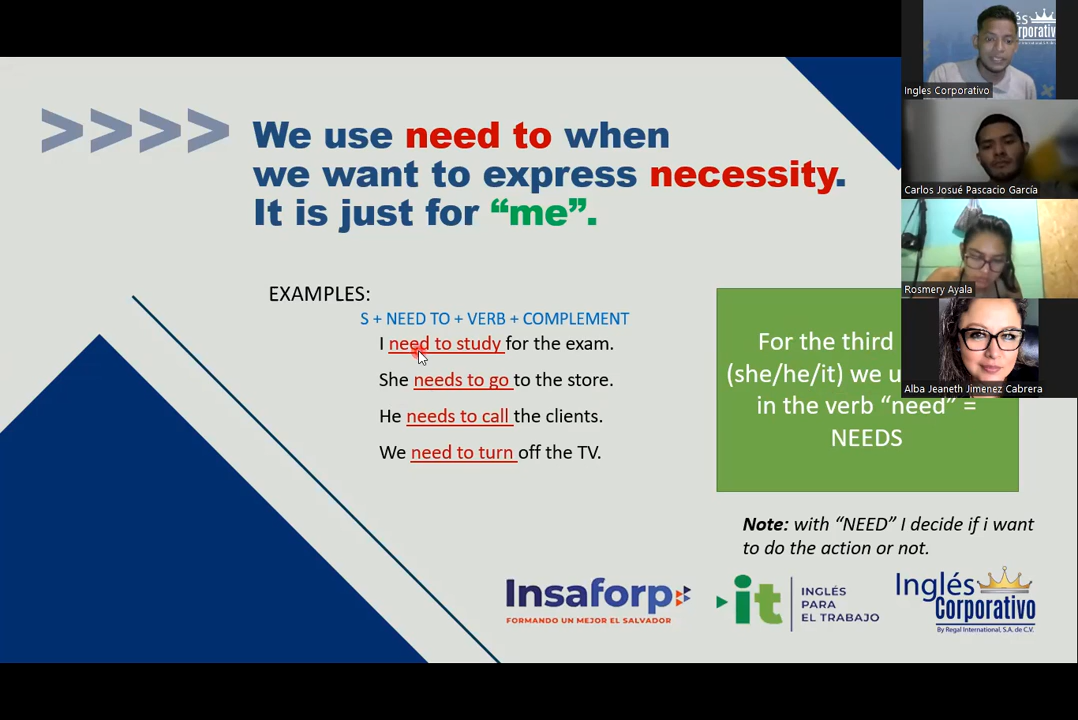 >>>> We use need to when
we want to express necessity.
It is just for “me”.
EXAMPLES:
S + NEED TO + VERB + COMPLEMENT
I need to study for the exam.
She needs to go to the store.
He needs to call the clients.
We need to turn off the TV.
For the third
(she/he/it) we u
in the verb “need” =
NEEDS
Note: with “NEED” I decide if i want
to do the action or not.
Insaforp
FORMANDO UN MEJOR EL SALVADOR
it
INGLÉS
PARA
EL TRABAJO
Inglés
Corporativo
By Regal International, S.A. de C.V.
Ingles Corporativo
Carlos Josué Pascacio García
Rosmery Ayala
Alba Jeaneth Jimenez Cabrera